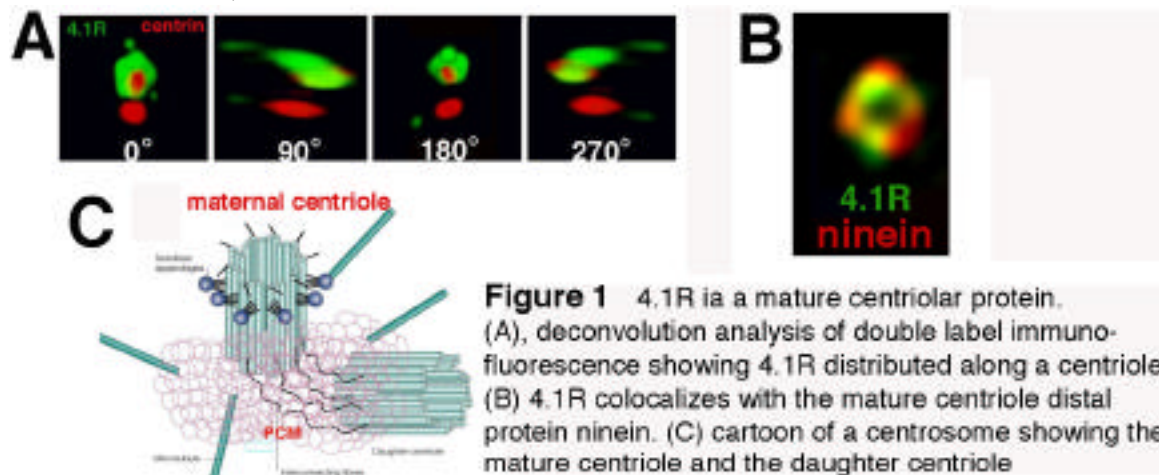 A
4.1R centrin
0° 90° 180° 270°
B
4.1R
ninein
C
maternal centriole
PCM
Daughter centriole
Figure 1 4.1R ia a mature centriolar protein.
(A), deconvolution analysis of double label immuno-
fluorescence showing 4.1R distributed along a centriole
(B) 4.1R colocalizes with the mature centriole distal
protein ninein. (C) cartoon of a centrosome showing the
mature centriole and the daughter centriole